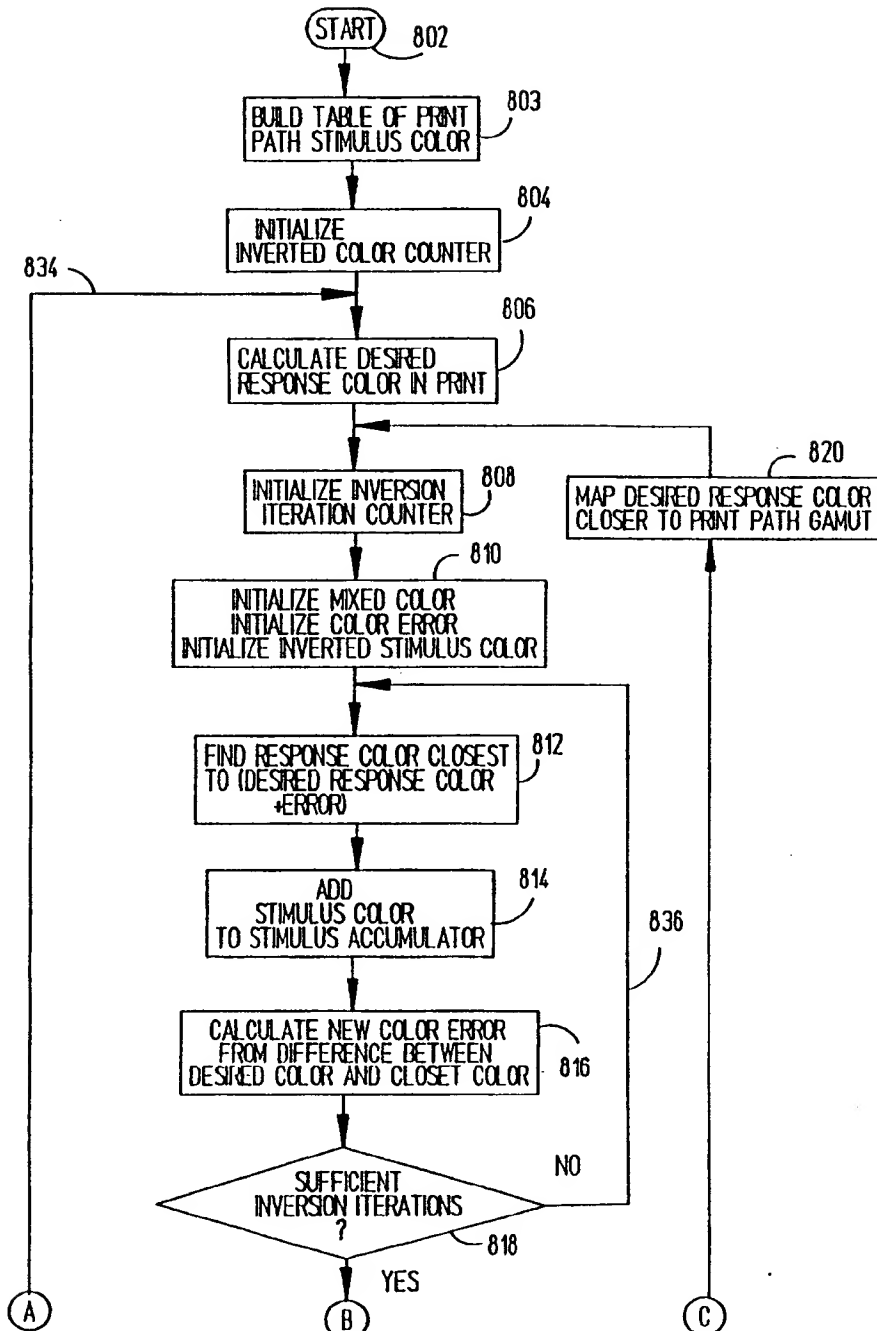 START
802
BUILD TABLE OF PRINT
PATH STIMULUS COLOR
803
INITIALIZE
INVERTED COLOR COUNTER
804
834
806
CALCULATE DESIRED
RESPONSE COLOR IN PRINT
INITIALIZE INVERSION
ITERATION COUNTER
808
820
MAP DESIRED RESPONSE COLOR
CLOSER TO PRINT PATH GAMUT
810
INITIALIZE MIXED COLOR
INITIALIZE COLOR ERROR
INITIALIZE INVERTED STIMULUS COLOR
FIND RESPONSE COLOR CLOSEST
TO (DESIRED RESPONSE COLOR
+ERROR)
812
ADD
STIMULUS COLOR
TO STIMULUS ACCUMULATOR
814
836
CALCULATE NEW COLOR ERROR
FROM DIFFERENCE BETWEEN
DESIRED COLOR AND CLOSET COLOR
816
SUFFICIENT
INVERSION ITERATIONS
?
NO
818
YES
A
B
C